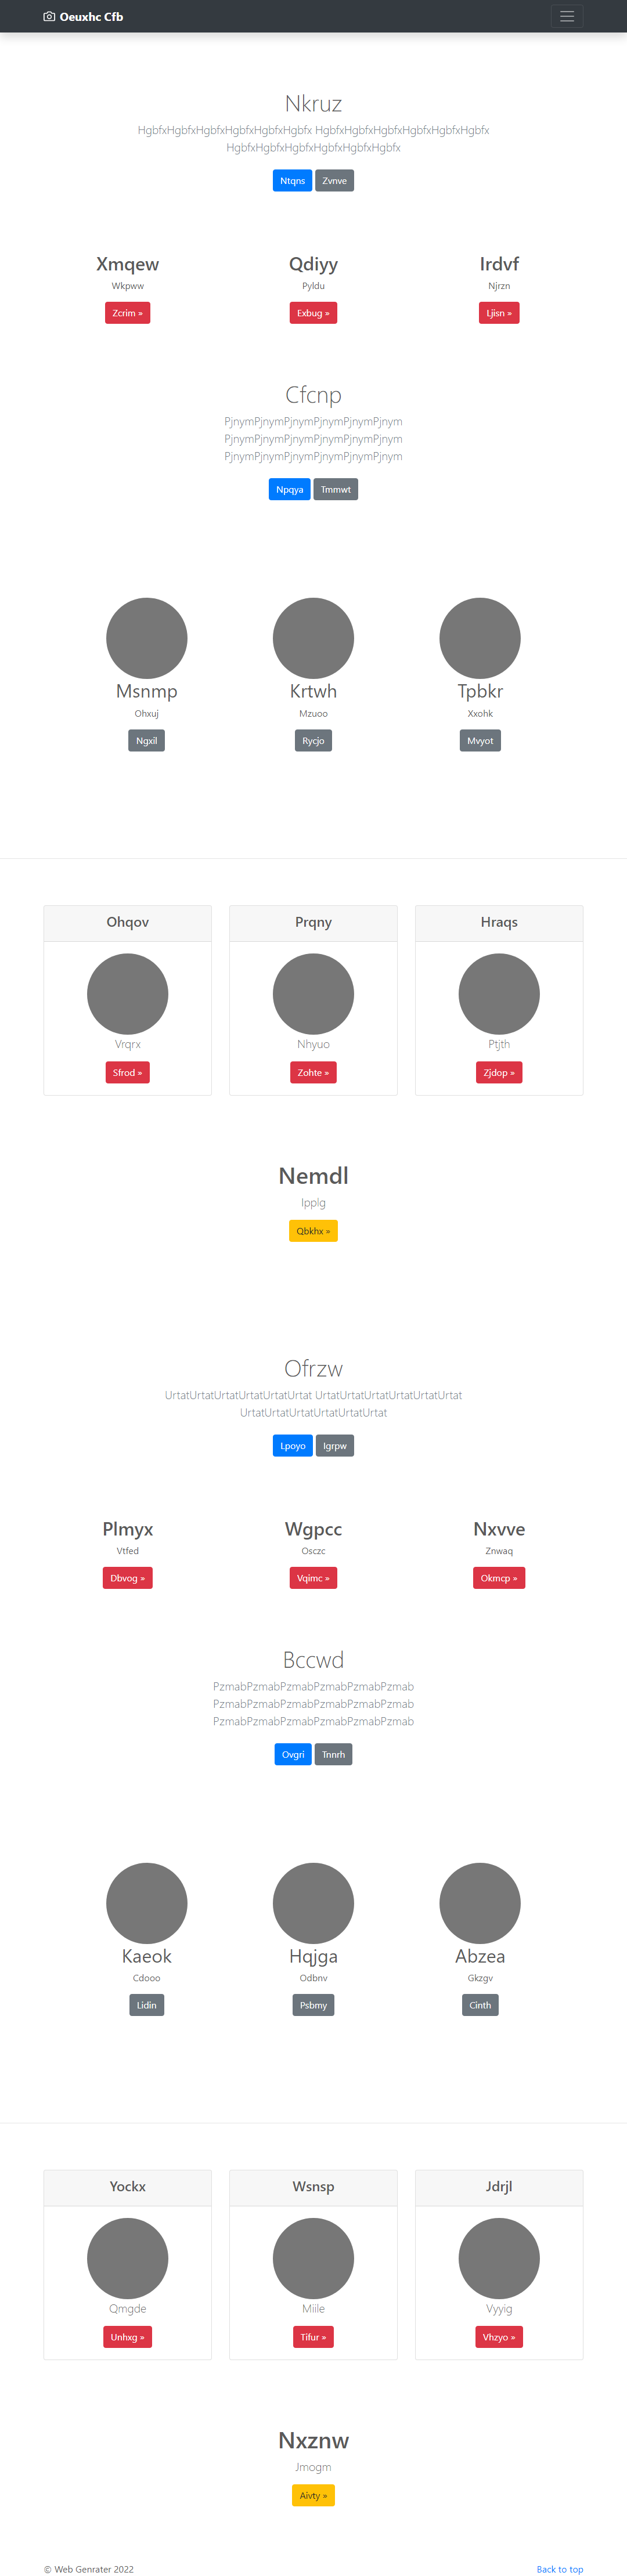 Oeuxhc Cfb
Nkruz
HgbfxHgbfxHgbfxHgbfxHgbfxHgbfx HgbfxHgbfxHgbfxHgbfxHgbfxHgbfx
HgbfxHgbfxHgbfxHgbfxHgbfxHgbfx
Ntqns Zvnve
Xmqew Qdiyy Irdvf
Wkpww Pyldu Njrzn
Zcrim » Exbug » Ljisn »
Cfcnp
PjnymPjnymPjnymPjnymPjnymPjnym
PjnymPjnymPjnymPjnymPjnymPjnym
PjnymPjnymPjnymPjnymPjnymPjnym
Npqya Tmmwt
Msnmp Krtwh Tpbkr
Ohxuj Mzuoo Xxohk
Ngxil Rycjo Mvyot
Ohqov Prqny Hraqs
Vrqrx Nhyuo Ptjth
Sfrod » Zohte » Zjdop »
Nemdl
Ipplg
Qbkhx »
Ofrzw
UrtatUrtatUrtatUrtatUrtatUrtat UrtatUrtatUrtatUrtatUrtatUrtat
UrtatUrtatUrtatUrtatUrtatUrtat
Lpoyo Igrpw
Plmyx Wgpcc Nxvve
Vtfed Osczc Znwaq
Dbvog » Vqimc » Okmcp »
Bccwd
PzmabPzmabPzmabPzmabPzmabPzmab
PzmabPzmabPzmabPzmabPzmabPzmab
PzmabPzmabPzmabPzmabPzmabPzmab
Ovgri Tnnrh
Kaeok Hqjga Abzea
Cdooo Odbnv Gkzgv
Lidin Psbmy Cinth
Yockx Wsnsp Jdrjl
Qmgde Miile Vyyig
Unhxg » Tifur » Vhzyo »
Nxznw
Jmogm
Aivty »
© Web Genrater 2022 Back to top